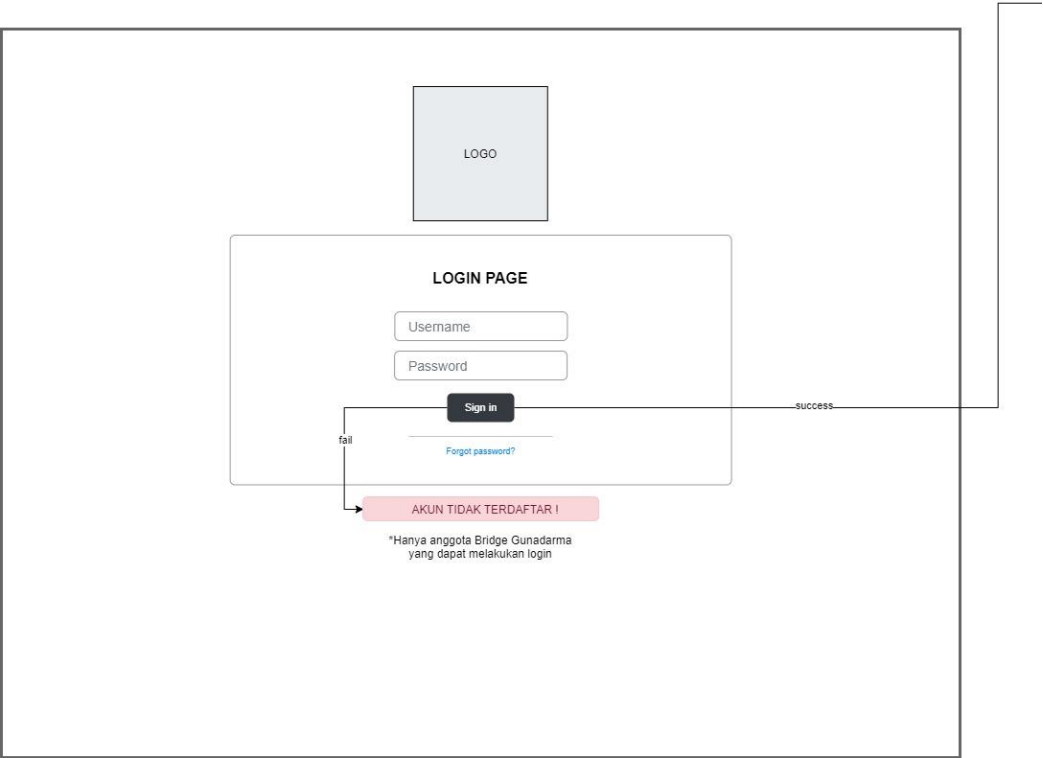 LOGO
LOGIN PAGE
Username
Password
Sign in
success
fail
Forgot password?
AKUN TIDAK TERDAFTAR !
*Hanya anggota Bridge Gunadarma
yang dapat melakukan login